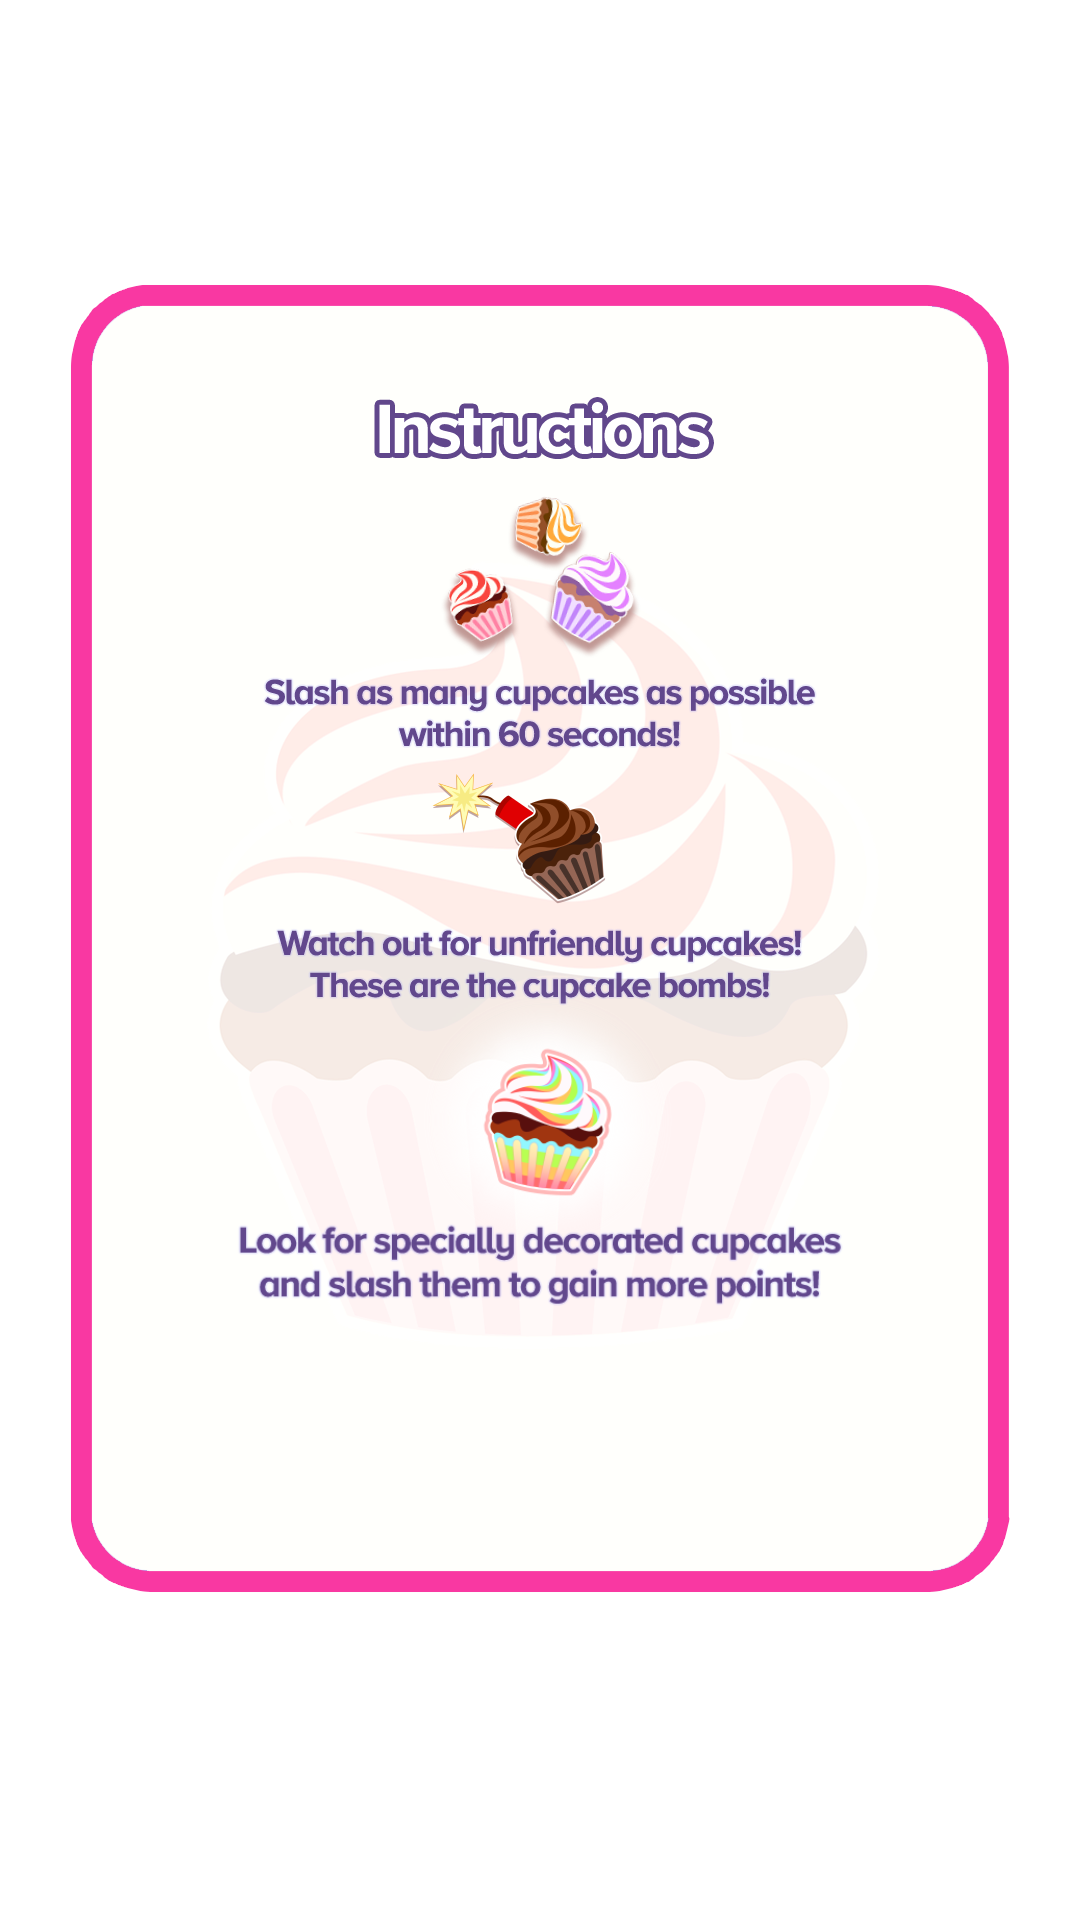 Instructions
Slash as many cupcakes as possible
within 60 seconds!
Watch out for unfriendly cupcakes!
These are the cupcake bombs!
Look for specially decorated cupcakes
and slash them to gain more points!